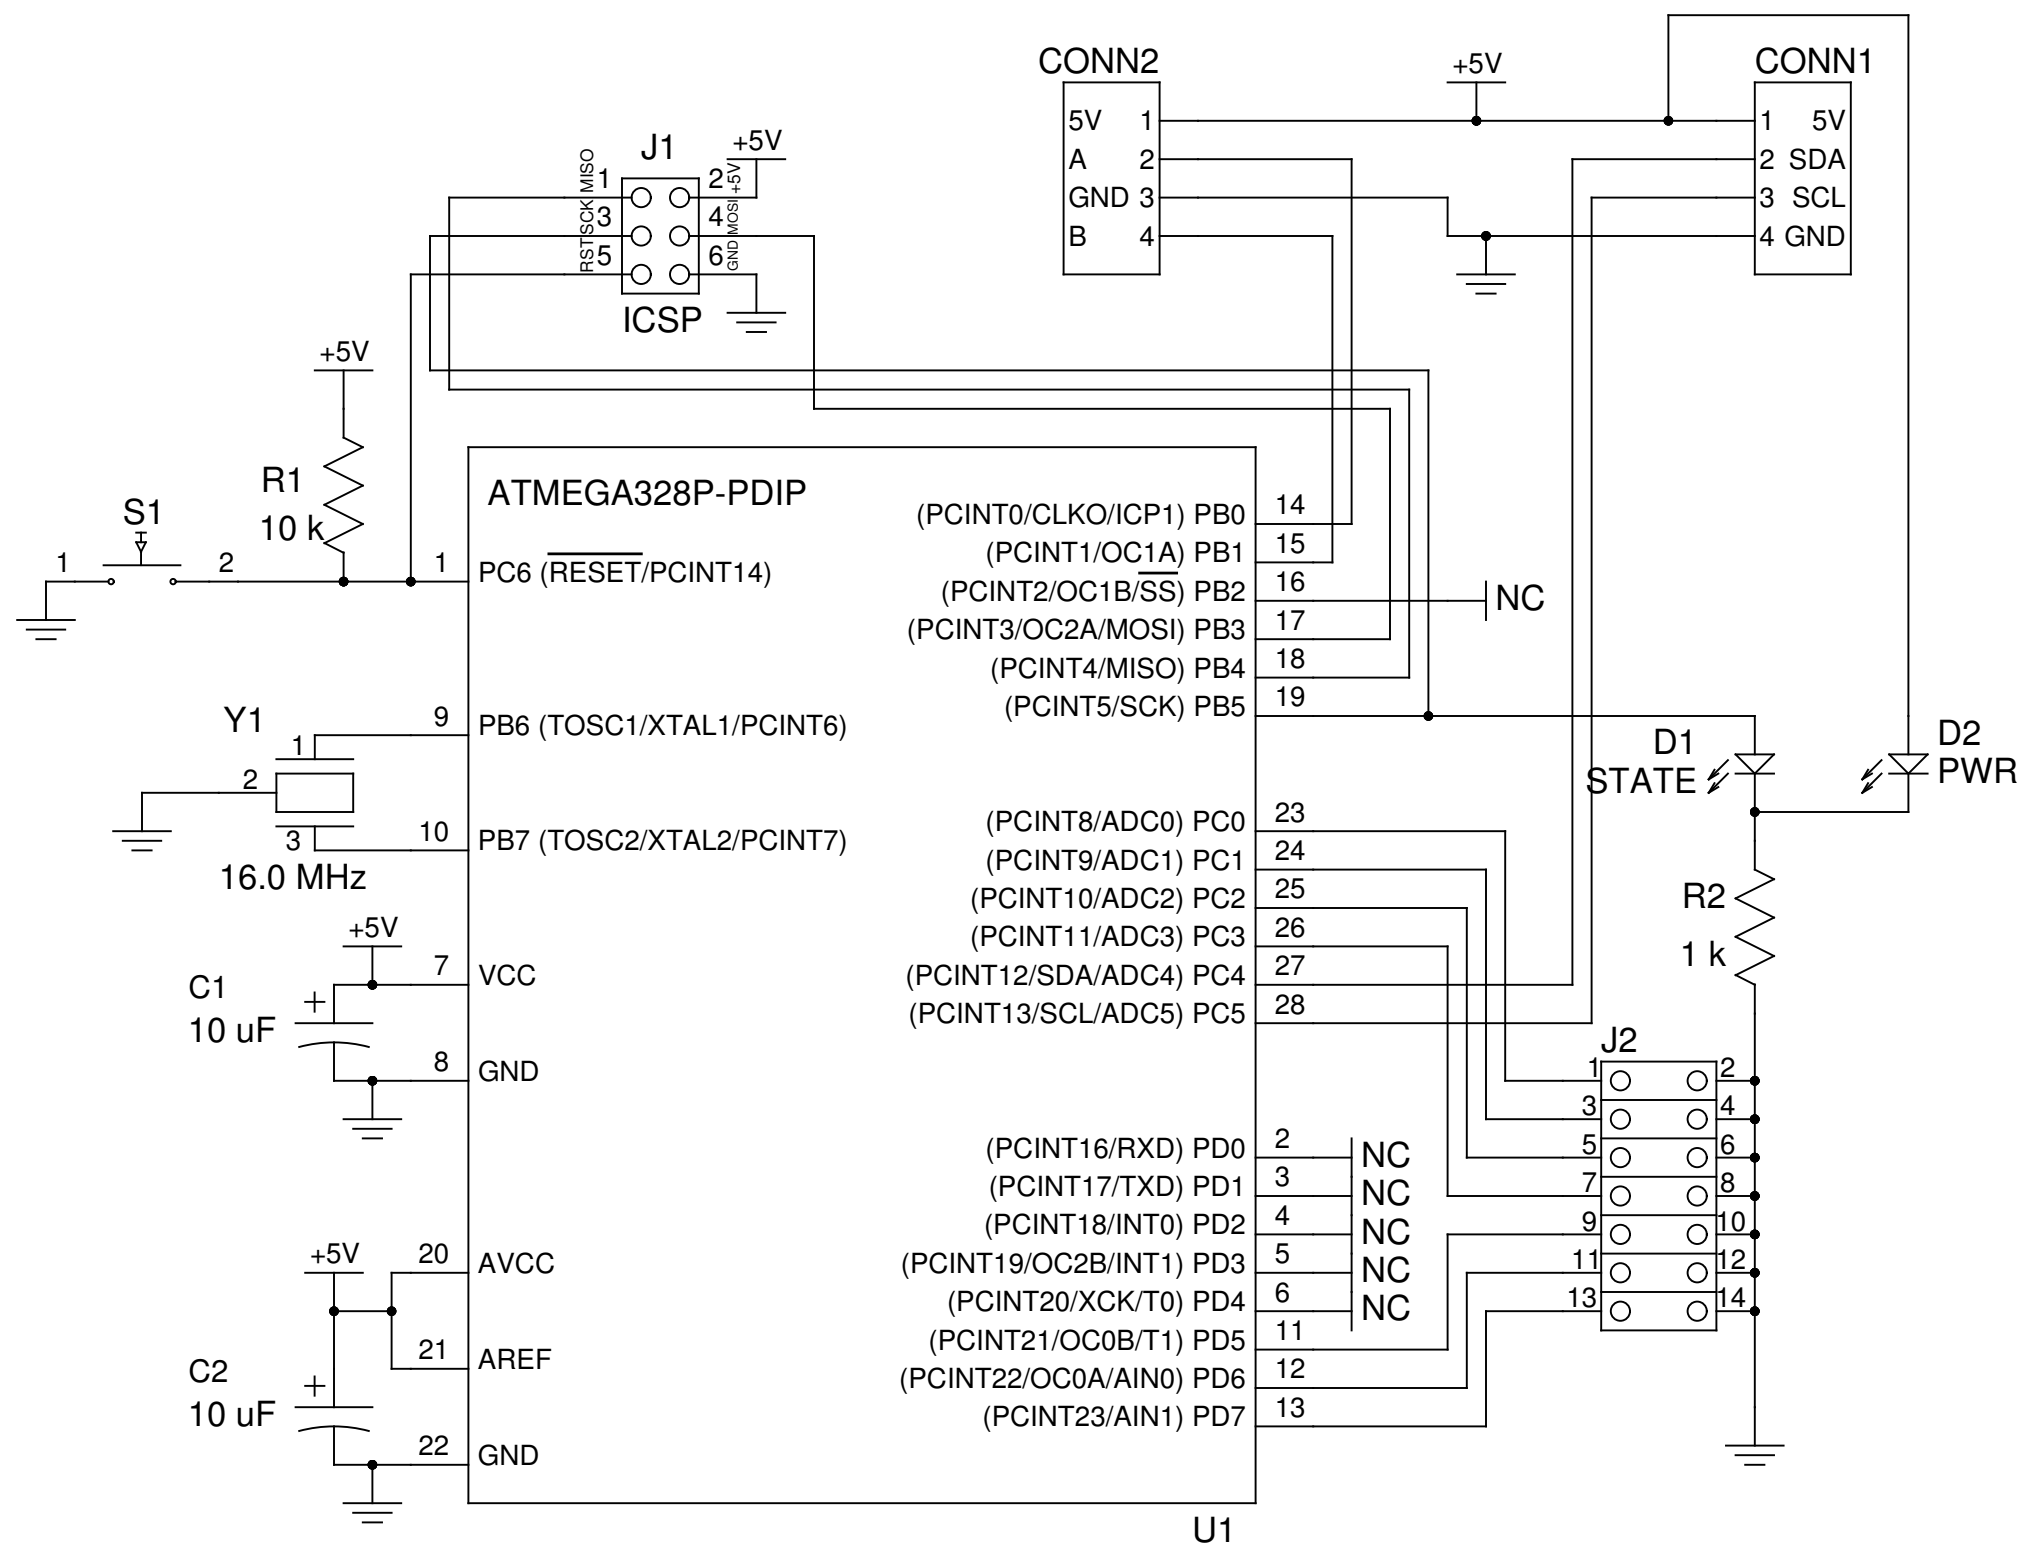 CONN2
+5V
CONN1
5V 1
A 2
GND 3
B 4
1 5V
2 SDA
3 SCL
4 GND
J1
+5V
MISO
SCK
RST
1
3
5
2
4
6
+5V
MOSI
GND
ICSP
+5V
R1
10 k
S1
1
2
ATMEGA328P-PDIP
1 PC6 (RESET/PCINT14)
Y1
1
2
3
16.0 MHz
9 PB6 (TOSC1/XTAL1/PCINT6)
10 PB7 (TOSC2/XTAL2/PCINT7)
+5V
C1
+
10 uF
7 VCC
8 GND
+5V
C2
+
10 uF
20 AVCC
21 AREF
22 GND
(PCINT0/CLKO/ICP1) PB0 14
(PCINT1/OC1A) PB1 15
(PCINT2/OC1B/SS) PB2 16 NC
(PCINT3/OC2A/MOSI) PB3 17
(PCINT4/MISO) PB4 18
(PCINT5/SCK) PB5 19
(PCINT8/ADC0) PC0 23
(PCINT9/ADC1) PC1 24
(PCINT10/ADC2) PC2 25
(PCINT11/ADC3) PC3 26
(PCINT12/SDA/ADC4) PC4 27
(PCINT13/SCL/ADC5) PC5 28
(PCINT16/RXD) PD0 2 NC
(PCINT17/TXD) PD1 3 NC
(PCINT18/INT0) PD2 4 NC
(PCINT19/OC2B/INT1) PD3 5 NC
(PCINT20/XCK/T0) PD4 6 NC
(PCINT21/OC0B/T1) PD5 11
(PCINT22/OC0A/AIN0) PD6 12
(PCINT23/AIN1) PD7 13
U1
D1
STATE
D2
PWR
R2
1 k
J2
1 2
3 4
5 6
7 8
9 10
11 12
13 14